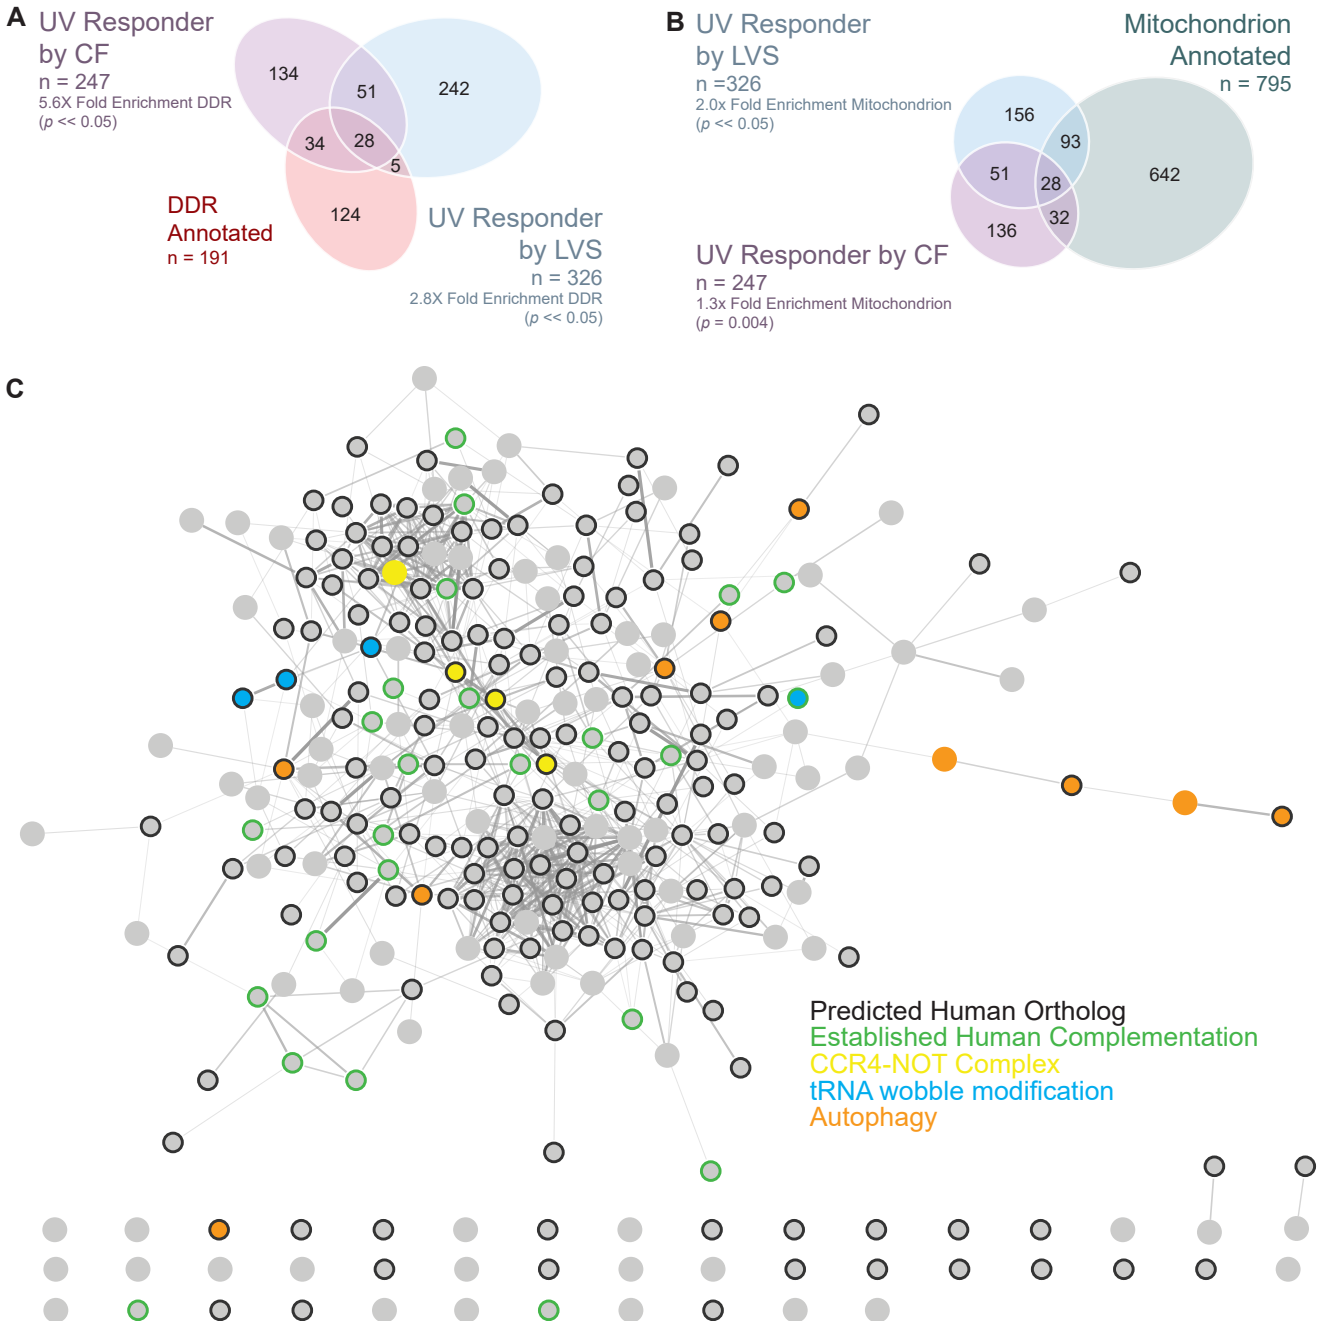 A
UV Responder
by CF
n = 247
5.6X Fold Enrichment DDR
(p << 0.05)
134
51
242
34
28
5
124
DDR
Annotated
n = 191
UV Responder
by LVS
n = 326
2.8X Fold Enrichment DDR
(p << 0.05)
B
UV Responder
by LVS
n =326
2.0x Fold Enrichment Mitochondrion
(p << 0.05)
Mitochondrion
Annotated
n = 795
156
93
51
28
642
32
136
UV Responder by CF
n = 247
1.3x Fold Enrichment Mitochondrion
(p = 0.004)
C
Predicted Human Ortholog
Established Human Complementation
CCR4-NOT Complex
tRNA wobble modification
Autophagy